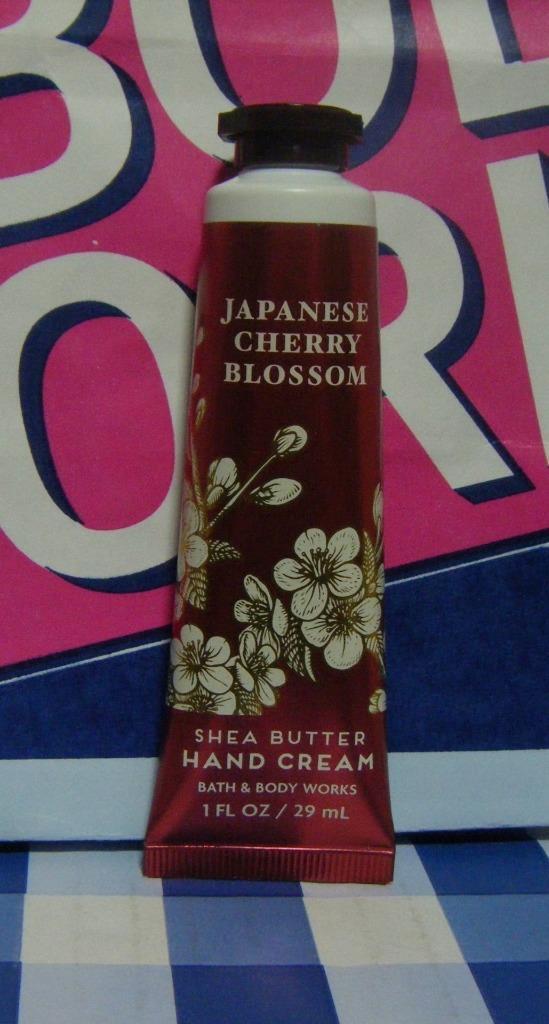 JAPANESE
CHERRY
BLOSSOM
SHEA BUTTER
HAND CREAM
BATH & BODY WORKS
1 FL OZ / 29 mL